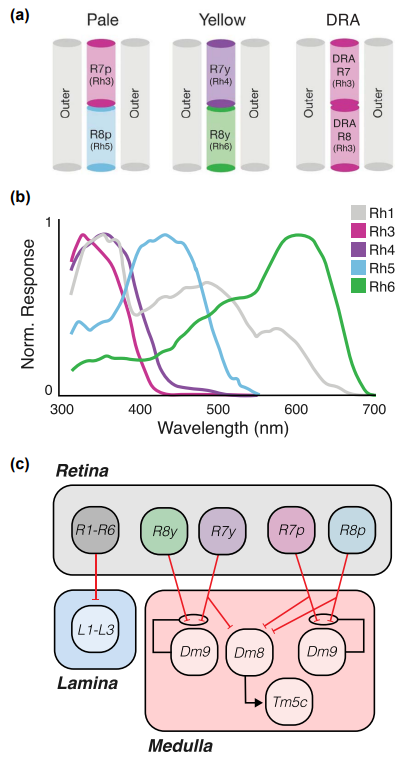 (a)
Pale Yellow DRA
Outer R7p (Rh3) R8p (Rh5) Outer
Outer R7y (Rh4) R8y (Rh6) Outer
Outer DRA R7 (Rh3) DRA R8 (Rh3) Outer
(b)
1
0
Norm. Response
Rh1
Rh3
Rh4
Rh5
Rh6
300 400 500 600 700
Wavelength (nm)
(c)
Retina
R1-R6 R8y R7y R7p R8p
L1-L3 Dm9 Dm8 Dm9
Tm5c
Lamina
Medulla